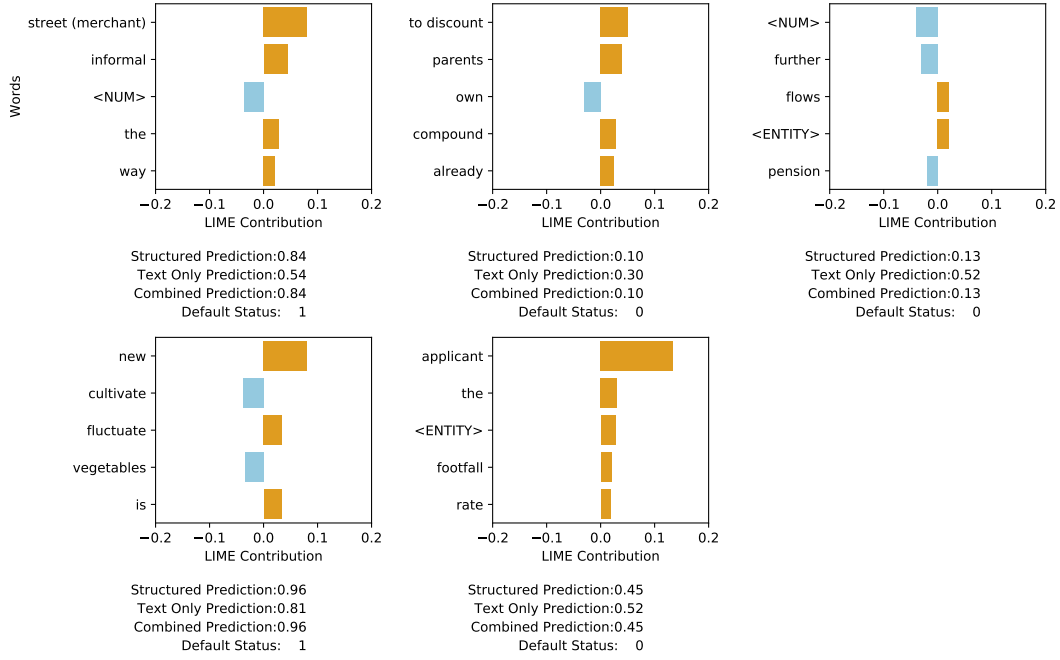 Words
street (merchant)
informal
<NUM>
the
way
−0.2 −0.1 0.0 0.1 0.2
LIME Contribution
Structured Prediction:0.84
Text Only Prediction:0.54
Combined Prediction:0.84
Default Status: 1
to discount
parents
own
compound
already
−0.2 −0.1 0.0 0.1 0.2
LIME Contribution
Structured Prediction:0.10
Text Only Prediction:0.30
Combined Prediction:0.10
Default Status: 0
<NUM>
further
flows
<ENTITY>
pension
−0.2 −0.1 0.0 0.1 0.2
LIME Contribution
Structured Prediction:0.13
Text Only Prediction:0.52
Combined Prediction:0.13
Default Status: 0
new
cultivate
fluctuate
vegetables
is
−0.2 −0.1 0.0 0.1 0.2
LIME Contribution
Structured Prediction:0.96
Text Only Prediction:0.81
Combined Prediction:0.96
Default Status: 1
applicant
the
<ENTITY>
footfall
rate
−0.2 −0.1 0.0 0.1 0.2
LIME Contribution
Structured Prediction:0.45
Text Only Prediction:0.52
Combined Prediction:0.45
Default Status: 0